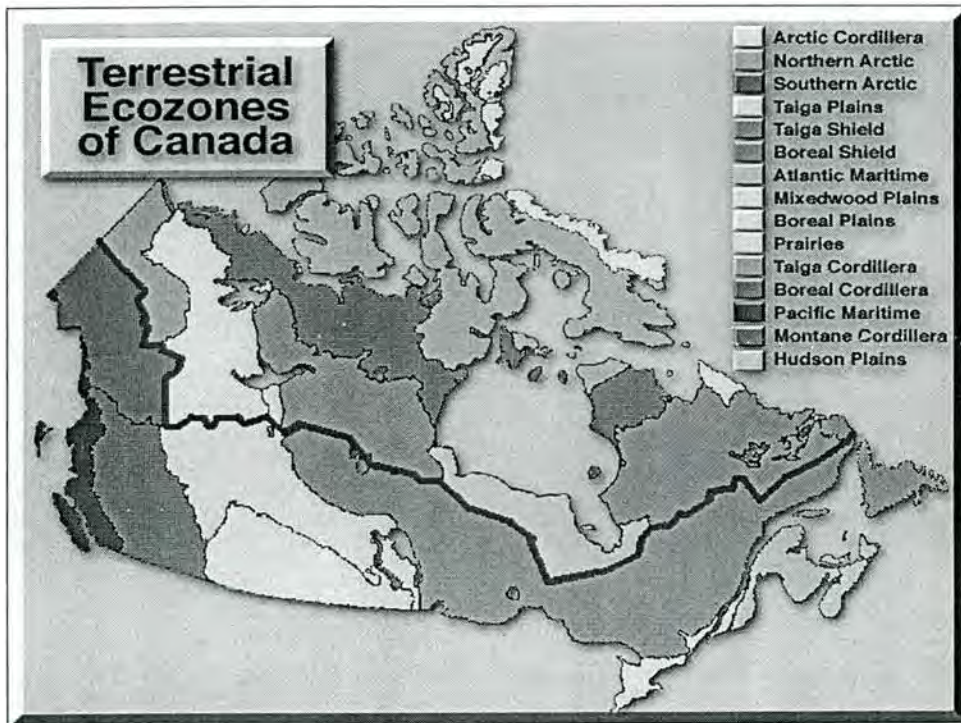 Terrestrial
Ecozones
of Canada
Arctic Cordillera
Northern Arctic
Southern Arctic
Taiga Plains
Taiga Shield
Boreal Shield
Atlantic Maritime
Mixedwood Plains
Boreal Plains
Prairies
Taiga Cordillera
Boreal Cordillera
Pacific Maritime
Montane Cordillera
Hudson Plains